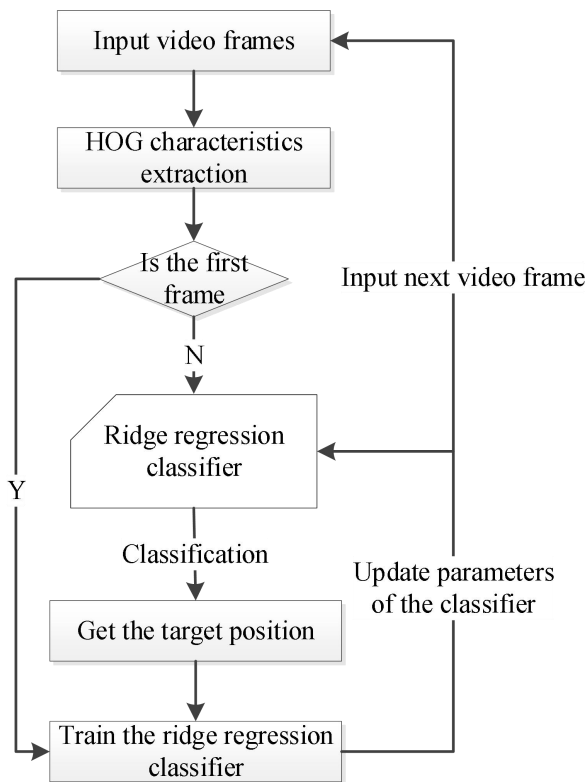 Input video frames
HOG characteristics
extraction
Is the first
frame
Input next video frame
N
Ridge regression
classifier
Y
Classification
Update parameters
of the classifier
Get the target position
Train the ridge regression
classifier